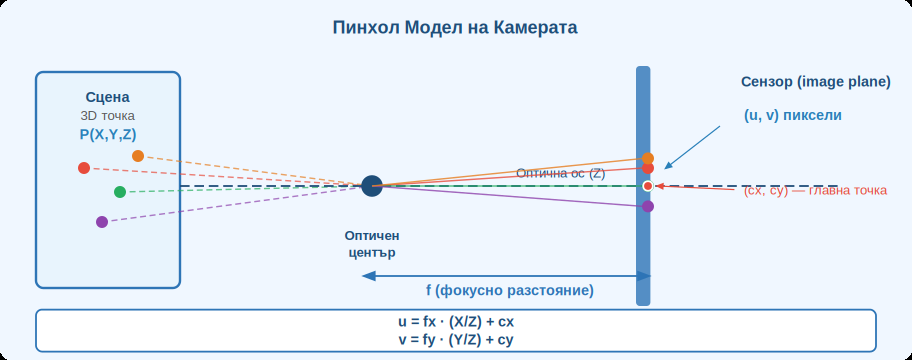 Пинхол Модел на Камерата
Сцена
3D точка
P(X,Y,Z)
Сензор (image plane)
(u, v) пиксели
Оптична ос (Z)
(cx, cy) — главна точка
Оптичен
център
f (фокусно разстояние)
u = fx · (X/Z) + cx
v = fy · (Y/Z) + cy